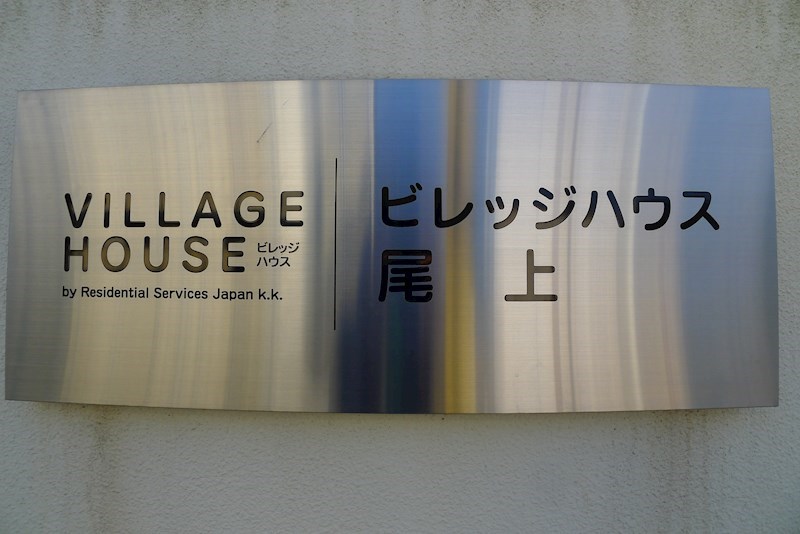 VILLAGE
HOUSE
ビレッジ
ハウス
by Residential Services Japan k.k.
ビレッジハウス
尾 上